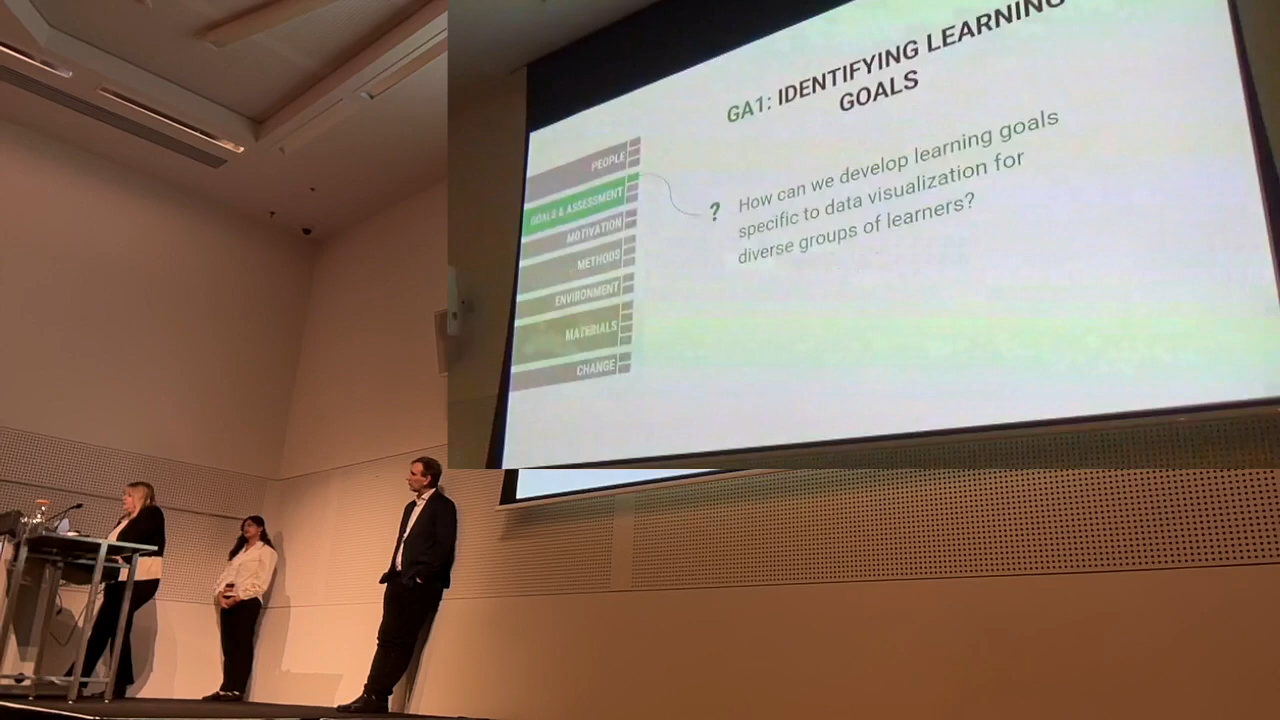 GA1: IDENTIFYING LEARNING
GOALS
PEOPLE
GOALS & ASSESSMENT
MOTIVATION
METHODS
ENVIRONMENT
MATERIALS
CHANGE
? How can we develop learning goals
specific to data visualization for
diverse groups of learners?